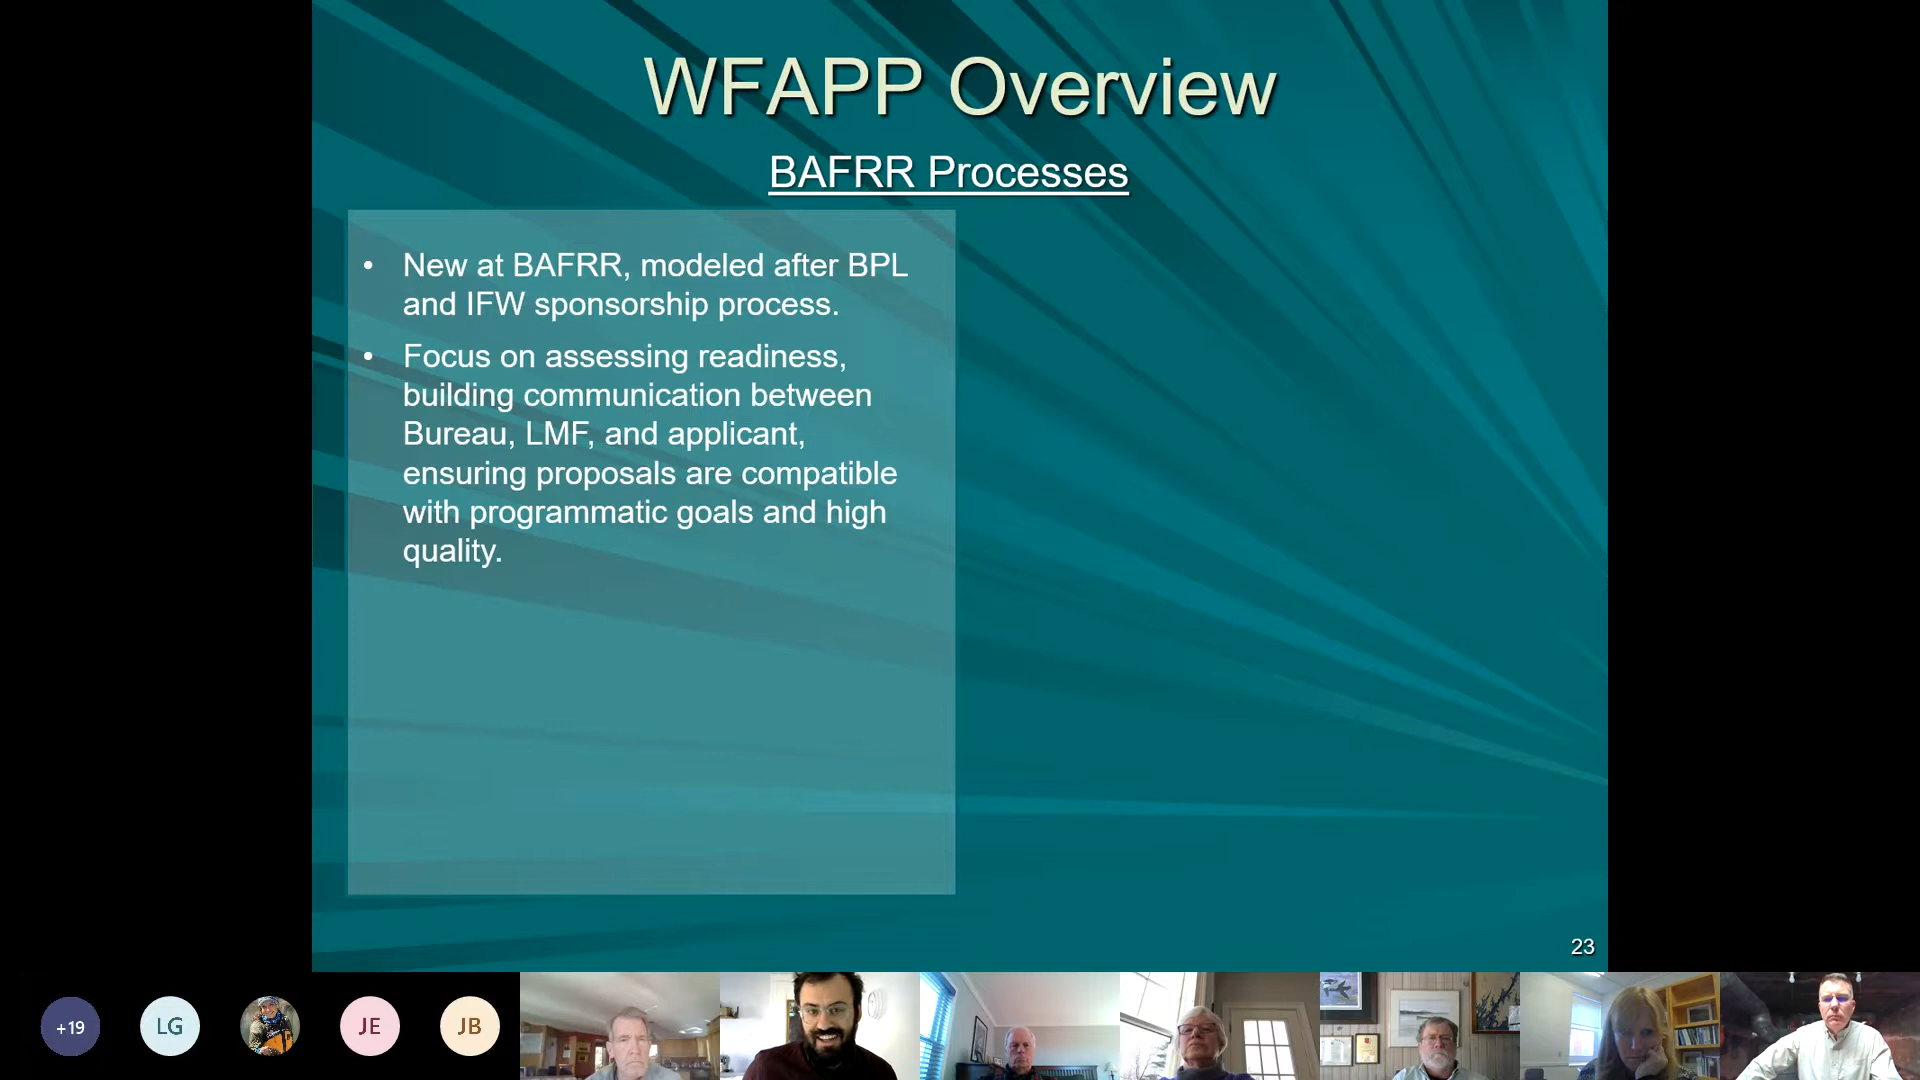 WFAPP Overview
BAFRR Processes
• New at BAFRR, modeled after BPL
and IFW sponsorship process.
• Focus on assessing readiness,
building communication between
Bureau, LMF, and applicant,
ensuring proposals are compatible
with programmatic goals and high
quality.
23
+19
LG
JE
JB